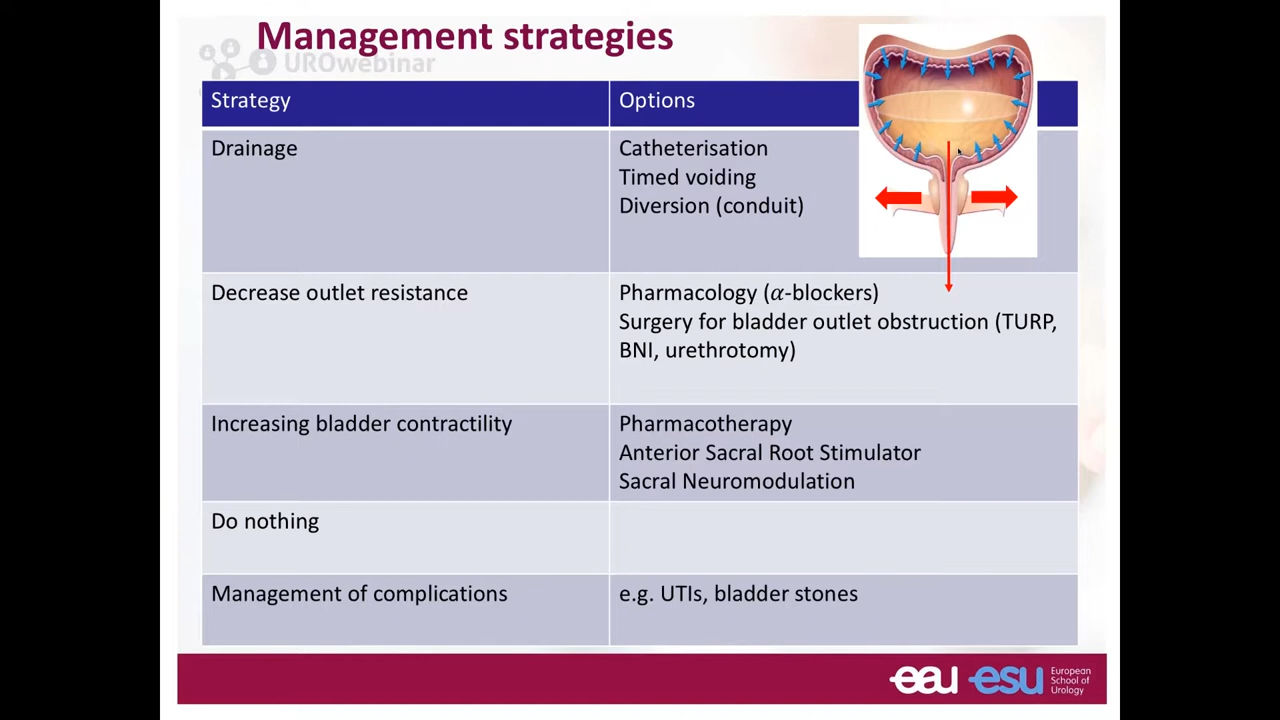 Management strategies
UROwebinar
Strategy
Options
Drainage
Catheterisation
Timed voiding
Diversion (conduit)
Decrease outlet resistance
Pharmacology (𝛼-blockers)
Surgery for bladder outlet obstruction (TURP,
BNI, urethrotomy)
Increasing bladder contractility
Pharmacotherapy
Anterior Sacral Root Stimulator
Sacral Neuromodulation
Do nothing
Management of complications
e.g. UTIs, bladder stones
eau esu European
School of
Urology